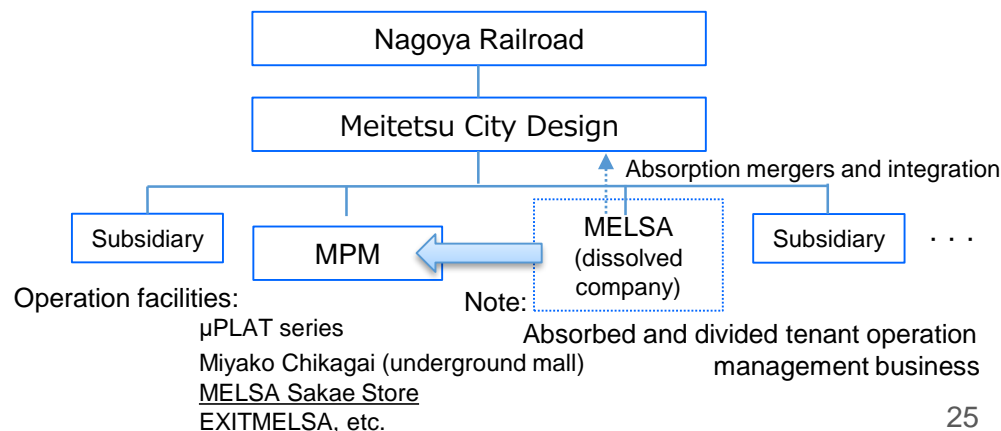 Nagoya Railroad
Meitetsu City Design
Absorption mergers and integration
Subsidiary
MPM
MELSA
(dissolved
company)
Subsidiary
· · ·
Operation facilities:
µPLAT series
Miyako Chikagai (underground mall)
MELSA Sakae Store
EXITMELSA, etc.
Note:
Absorbed and divided tenant operation
management business
25